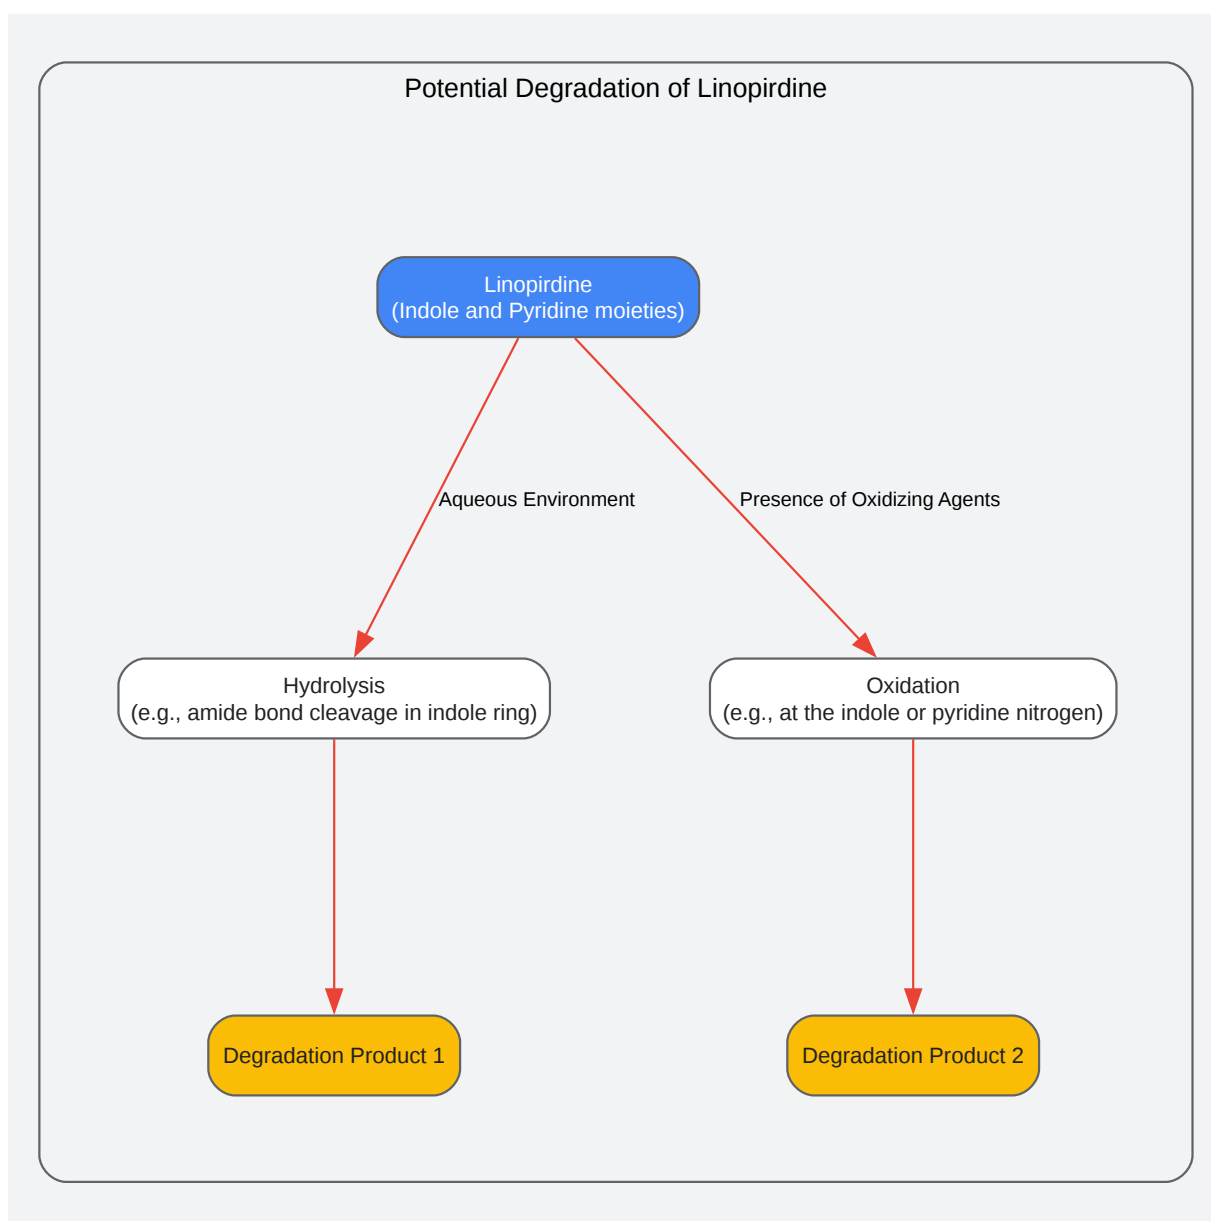 Potential Degradation of Linopirdine
Linopirdine
(Indole and Pyridine moieties)
Aqueous Environment
Presence of Oxidizing Agents
Hydrolysis
(e.g., amide bond cleavage in indole ring)
Oxidation
(e.g., at the indole or pyridine nitrogen)
Degradation Product 1
Degradation Product 2